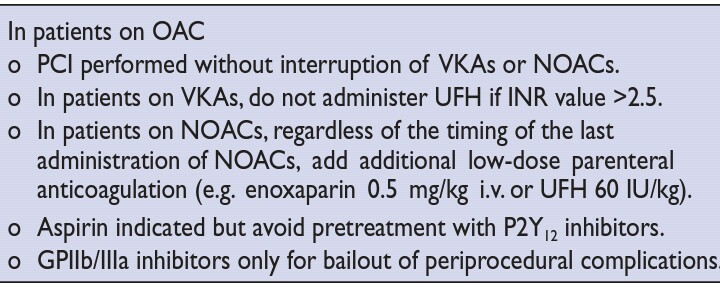 In patients on OAC
o PCI performed without interruption of VKAs or NOACs.
o In patients on VKAs, do not administer UFH if INR value >2.5.
o In patients on NOACs, regardless of the timing of the last
administration of NOACs, add additional low-dose parenteral
anticoagulation (e.g. enoxaparin 0.5 mg/kg i.v. or UFH 60 IU/kg).
o Aspirin indicated but avoid pretreatment with P2Y₁₂ inhibitors.
o GPIIb/IIIa inhibitors only for bailout of periprocedural complications.